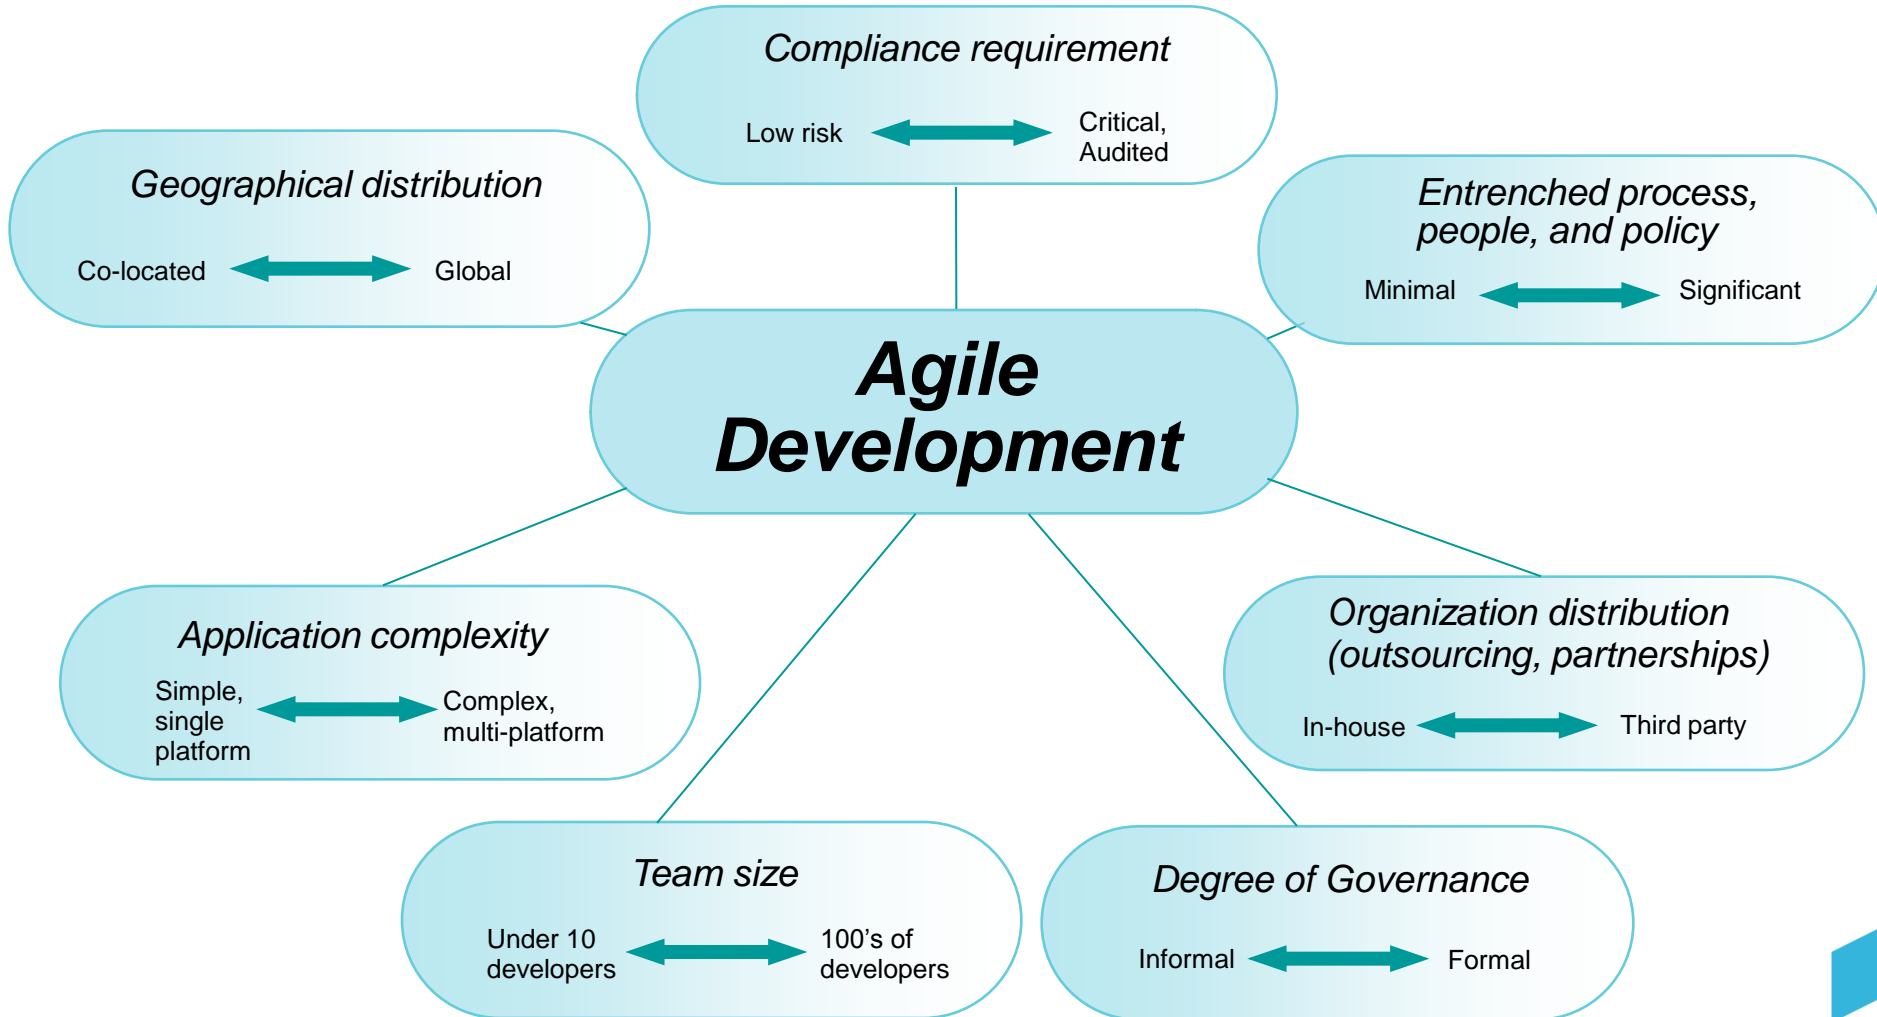 Compliance requirement
Low risk
Critical,
Audited
Geographical distribution
Co-located
Global
Entrenched process,
people, and policy
Minimal
Significant
Agile
Development
Application complexity
Simple,
single
platform
Complex,
multi-platform
Organization distribution
(outsourcing, partnerships)
In-house
Third party
Team size
Under 10
developers
100’s of
developers
Degree of Governance
Informal
Formal